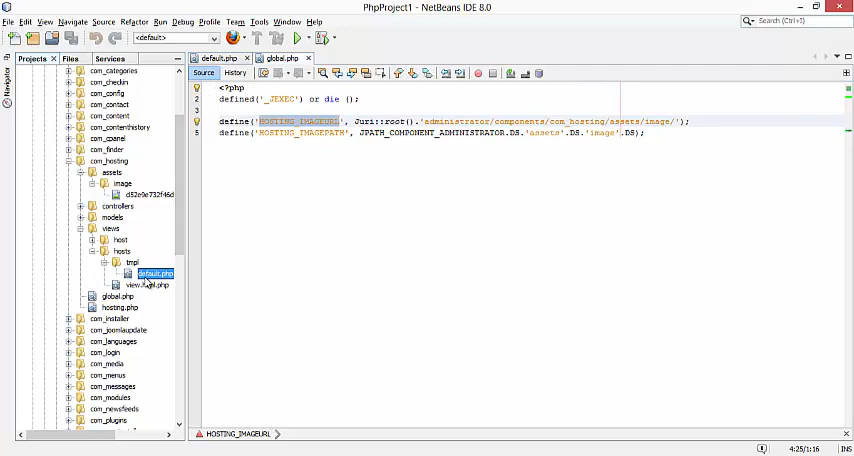 PhpProject1 - NetBeans IDE 8.0
File Edit View Navigate Source Refactor Run Debug Profile Team Tools Window Help
Search (Ctrl+I)
<default>
Projects Files Services
default.php global.php
Source History
Navigator
com_categories
com_checkin
com_config
com_contact
com_content
com_contenthistory
com_cpanel
com_finder
com_hosting
assets
image
d52e9e732f46d
controllers
models
views
host
hosts
tmpl
default.php
global.php
hosting.php
com_installer
com_joomlaupdate
com_languages
com_login
com_media
com_menus
com_messages
com_modules
com_newsfeeds
com_plugins
<?php
2 defined('_JEXEC') or die ();
3
define('HOSTING_IMAGEURL', Juri::root().'administrator/components/com_hosting/assets/image/');
5 define('HOSTING_IMAGEPATH', JPATH_COMPONENT_ADMINISTRATOR.DS.'assets'.DS.'image'.DS);
HOSTING_IMAGEURL
4:25/1:16 INS